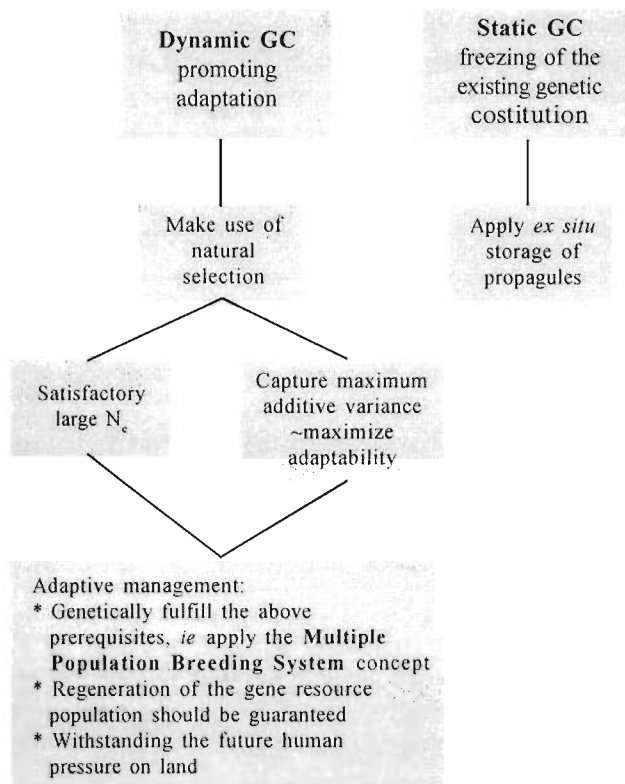 Dynamic GC
promoting
adaptation
Static GC
freezing of the
existing genetic
costitution
Make use of
natural
selection
Apply ex situ
storage of
propagules
Satisfactory
large Ne
Capture maximum
additive variance
~maximize
adaptability
Adaptive management:
* Genetically fulfill the above
prerequisites, ie apply the Multiple
Population Breeding System concept
* Regeneration of the gene resource
population should be guaranteed
* Withstanding the future human
pressure on land